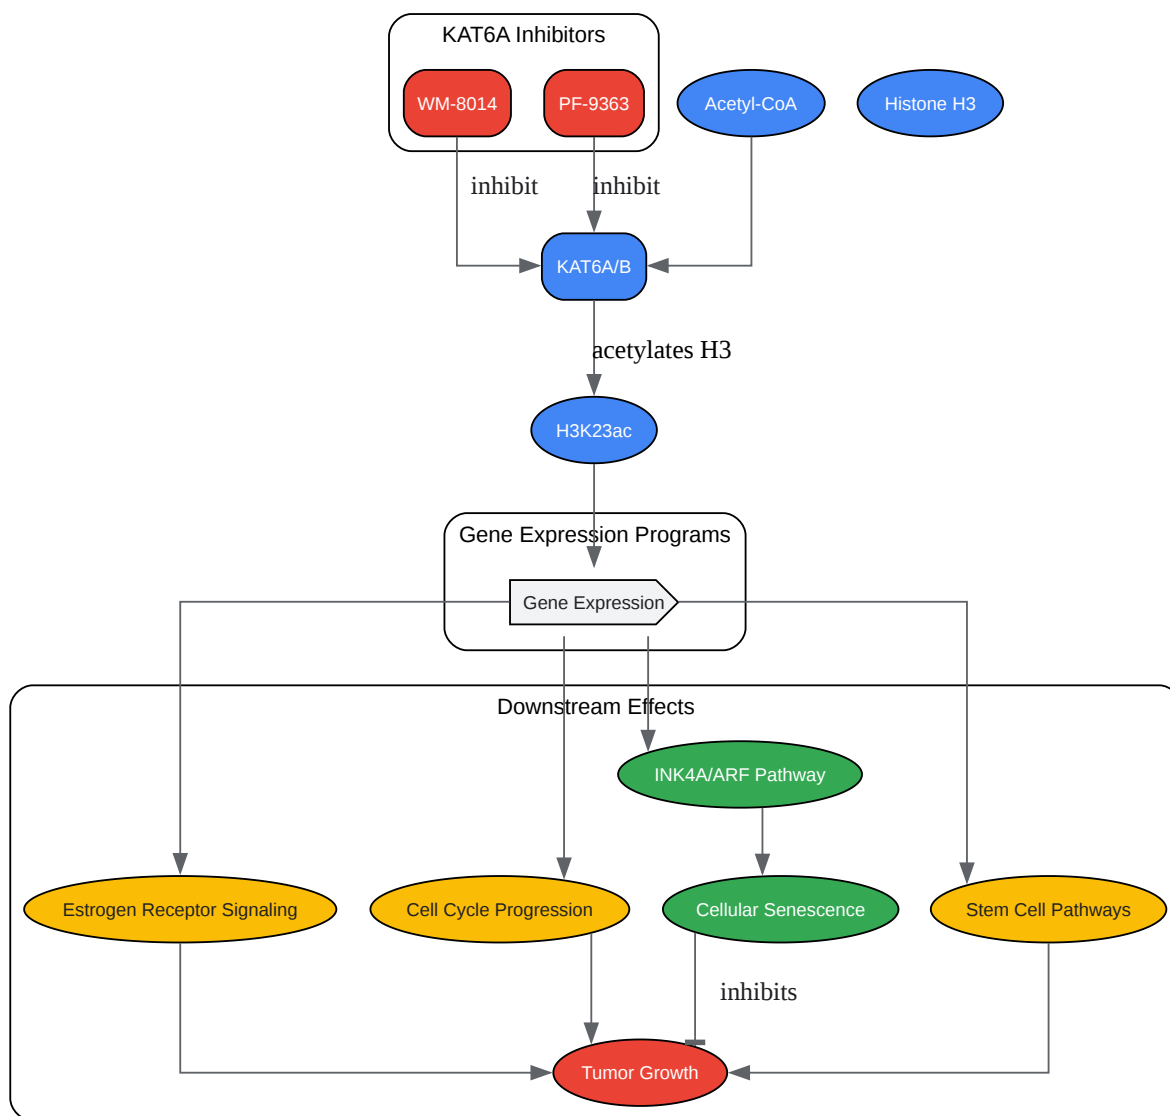 KAT6A Inhibitors
WM-8014
PF-9363
Acetyl-CoA
Histone H3
inhibit
inhibit
KAT6A/B
acetylates H3
H3K23ac
Gene Expression Programs
Gene Expression
Downstream Effects
INK4A/ARF Pathway
Estrogen Receptor Signaling
Cell Cycle Progression
Cellular Senescence
Stem Cell Pathways
inhibits
Tumor Growth